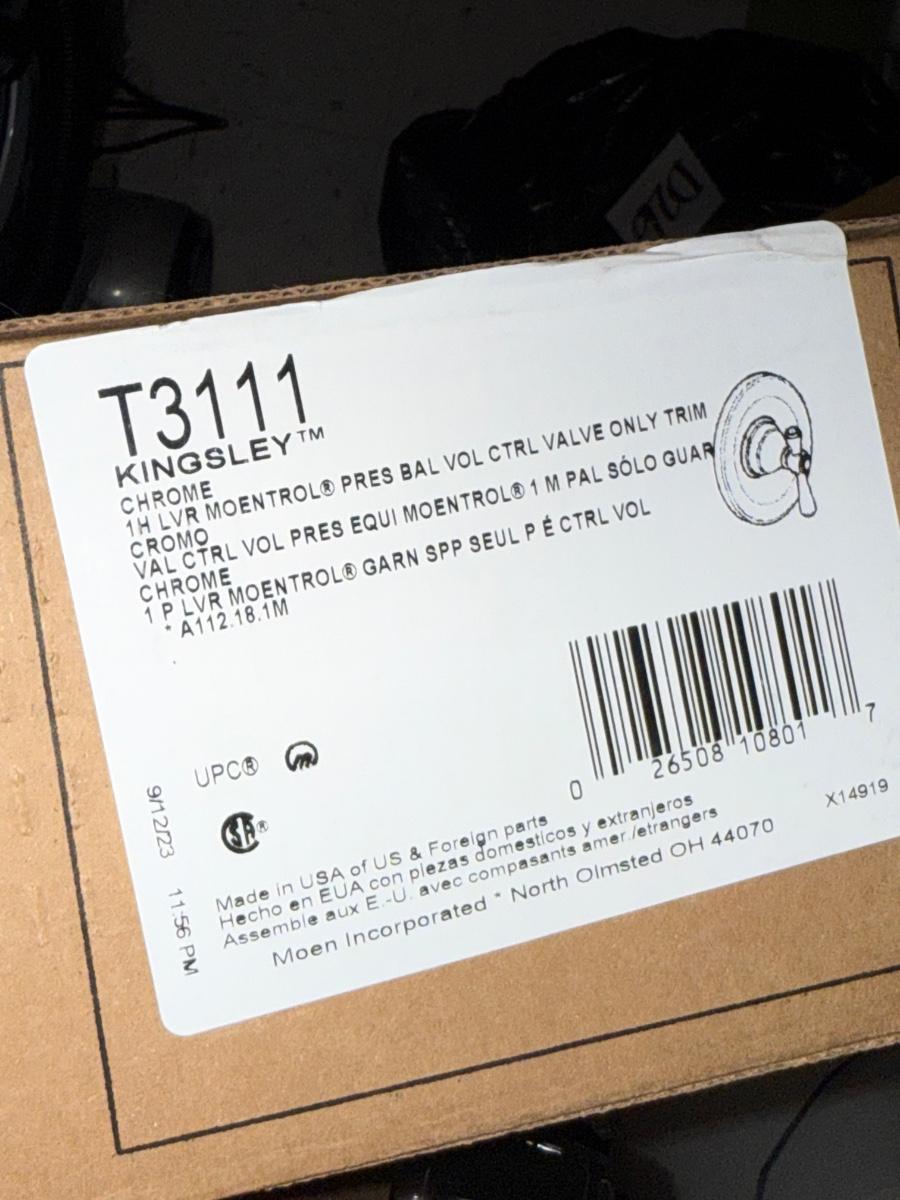 T3111
KINGSLEY™
CHROME
1H LVR MOENTROL® PRES BAL VOL CTRL VALVE ONLY TRIM
CROMO
VAL CTRL VOL PRES EQUI MOENTROL® 1 M PAL SÓLO GUAR
CHROME
1 P LVR MOENTROL® GARN SPP SEUL P É CTRL VOL
* A112.18.1M
UPC®
SA®
0 26508 10801 7
X14919
9/12/23 11:56 PM
Made in USA of US & Foreign parts
Hecho en EUA con piezas domesticos y extranjeros
Assemble aux E.-U. avec compasants amer./etrangers
Moen Incorporated * North Olmsted OH 44070